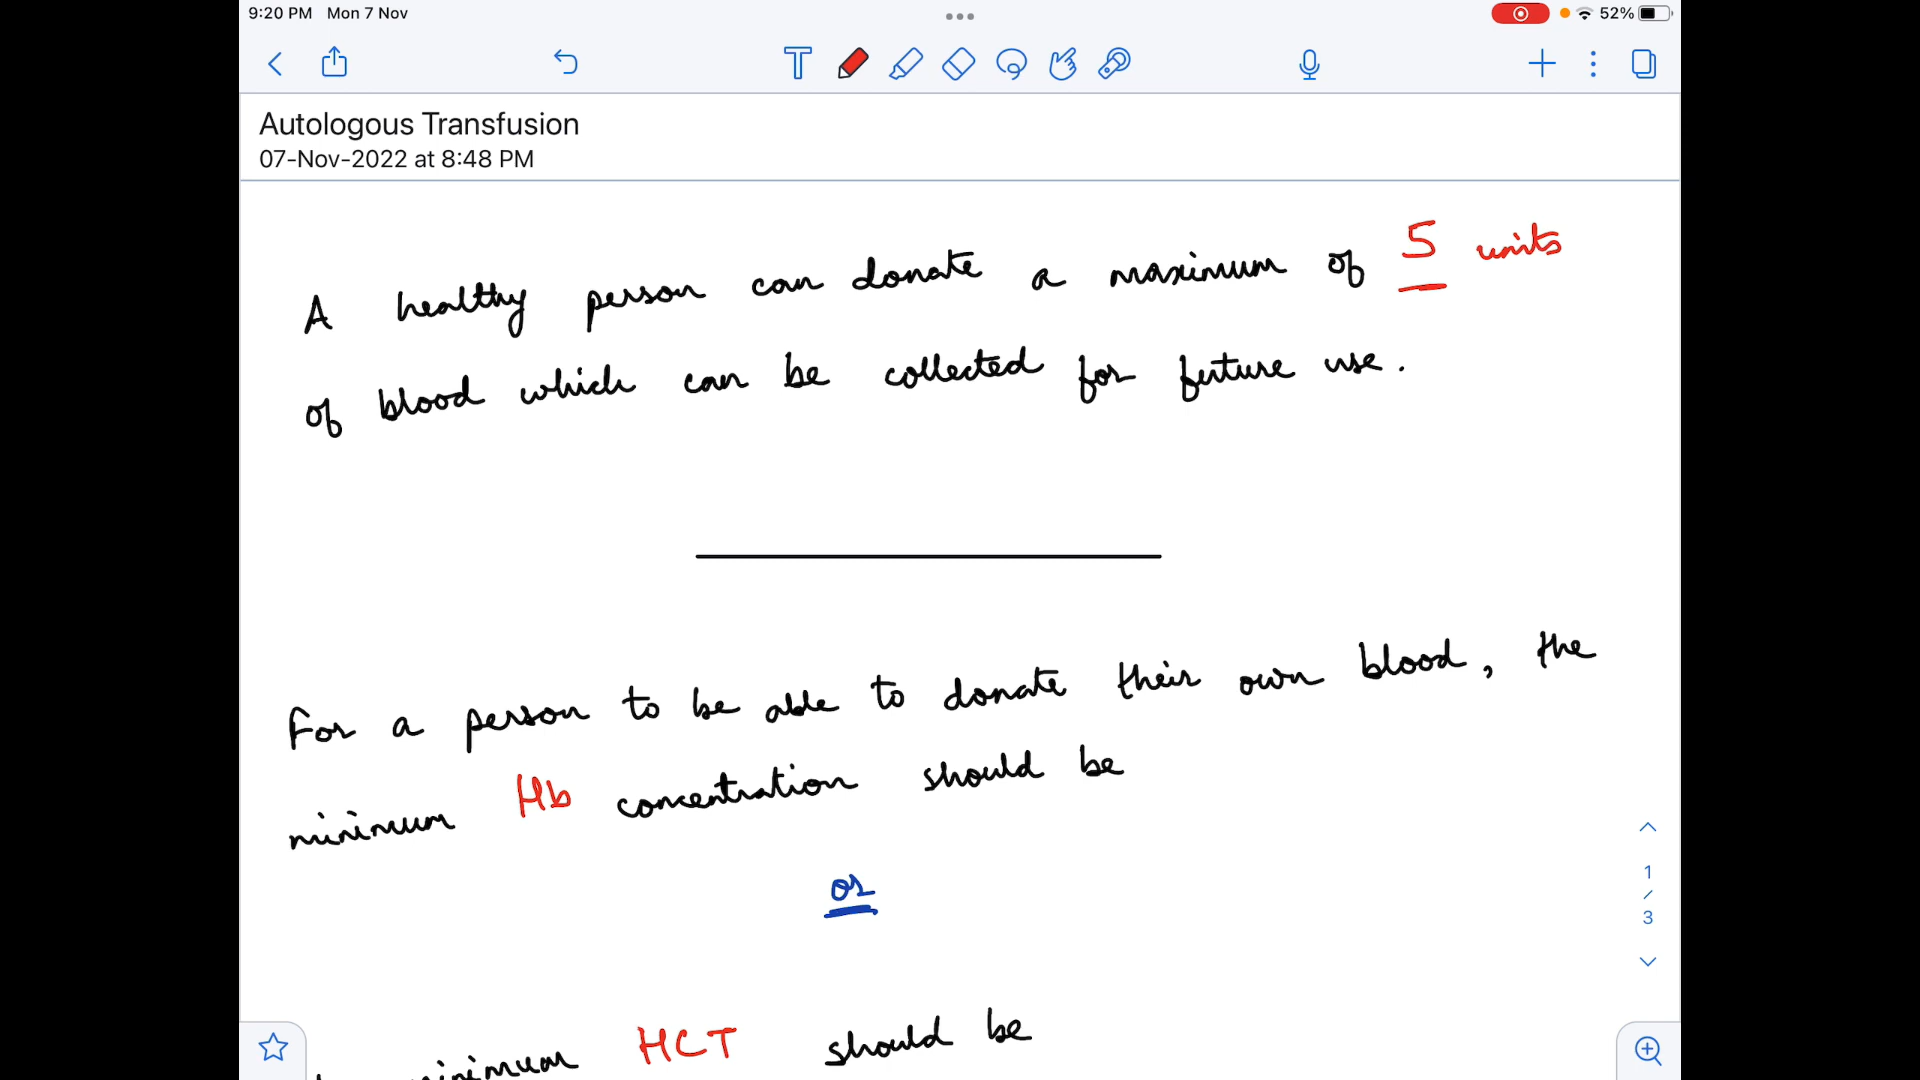 9:20 PM Mon 7 Nov 52%
Autologous Transfusion
07-Nov-2022 at 8:48 PM
A healthy person can donate a maximum of 5 units
of blood which can be collected for future use.
For a person to be able to donate their own blood, the
minimum Hb concentration should be
or
1
/
3
minimum HCT should be